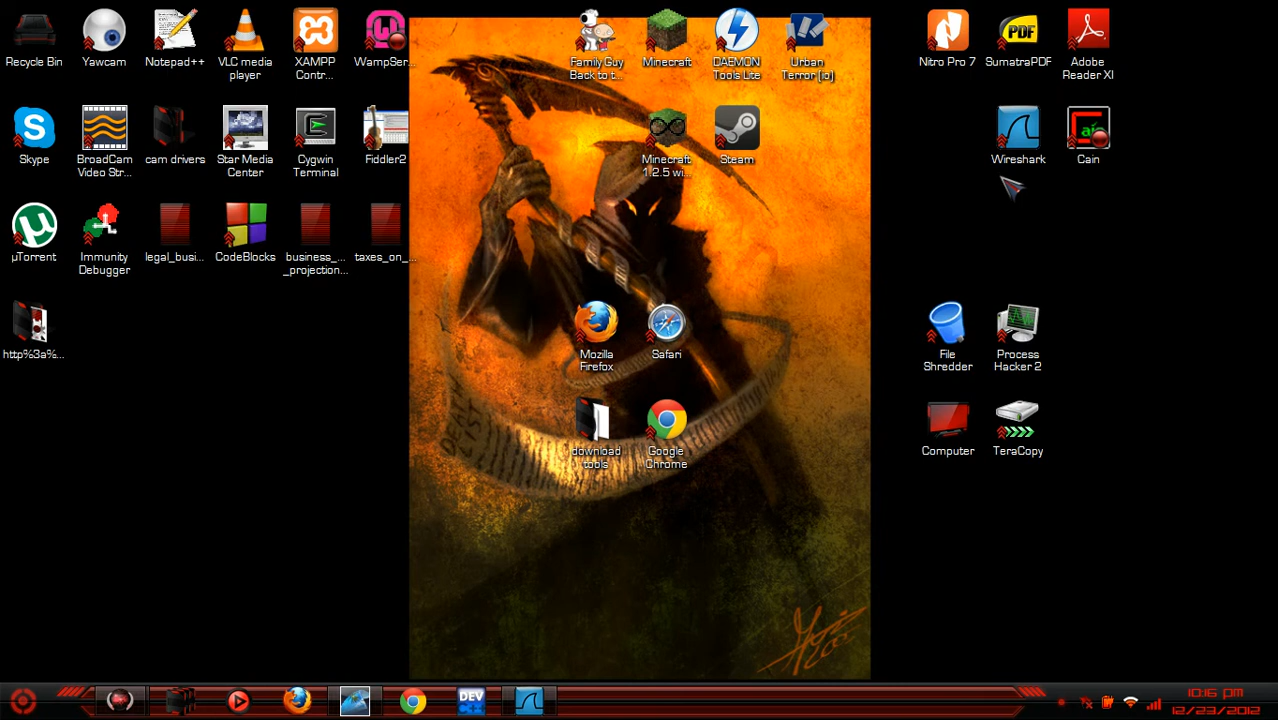 Recycle Bin
Yawcam
Notepad++
VLC media
player
XAMPP
Contr...
WampSer...
Family Guy
Back to t...
Minecraft
DAEMON
Tools Lite
Urban
Terror (io)
Nitro Pro 7
PDF
SumatraPDF
Adobe
Reader XI
Skype
BroadCam
Video Str...
cam drivers
Star Media
Center
Cygwin
Terminal
Fiddler2
Minecraft
1.2.5 wi...
Steam
Wireshark
Cain
µTorrent
Immunity
Debugger
legal_busi...
CodeBlocks
business_...
_projection...
taxes_on_...
http%3a%...
Mozilla
Firefox
Safari
File
Shredder
Process
Hacker 2
download
tools
Google
Chrome
Computer
TeraCopy
DEV
C++
10:16 pm
12/23/2012